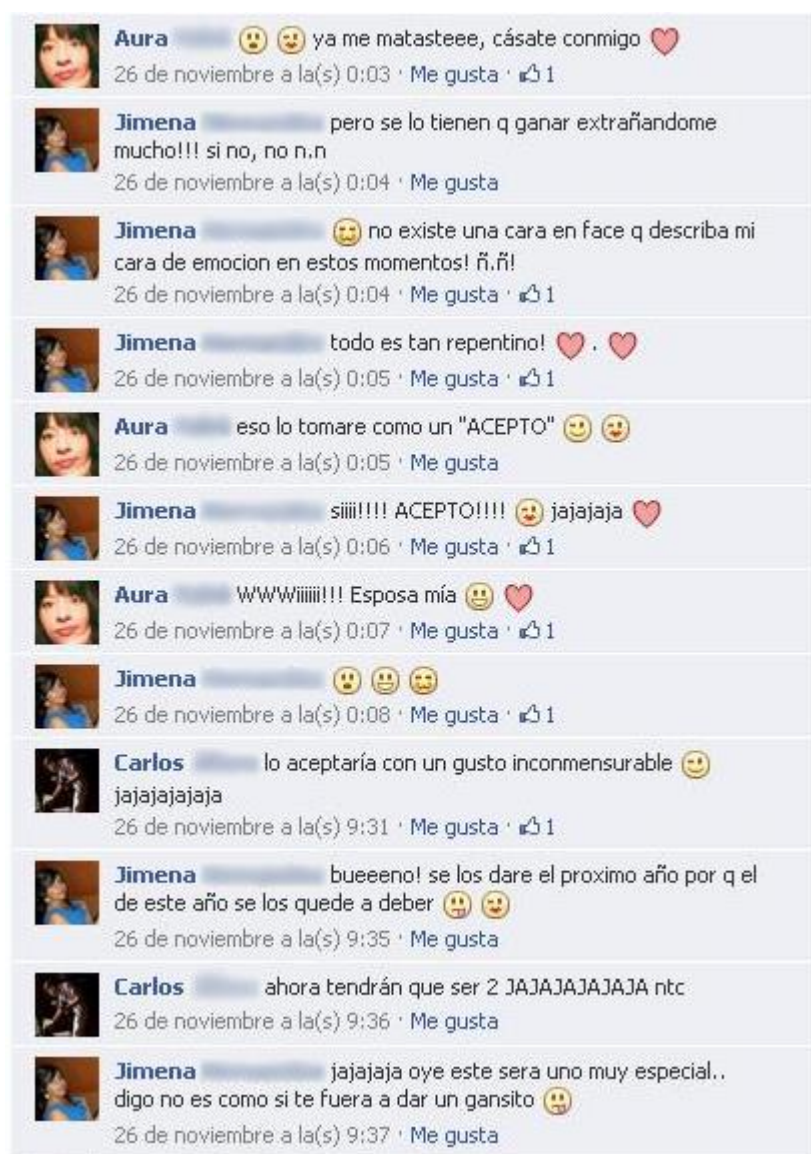 Aura ya me matasteee, cásate conmigo
26 de noviembre a la(s) 0:03 · Me gusta · 1
Jimena pero se lo tienen q ganar extrañandome
mucho!!! si no, no n.n
26 de noviembre a la(s) 0:04 · Me gusta
Jimena no existe una cara en face q describa mi
cara de emocion en estos momentos! ñ.ñ!
26 de noviembre a la(s) 0:04 · Me gusta · 1
Jimena todo es tan repentino! .
26 de noviembre a la(s) 0:05 · Me gusta · 1
Aura eso lo tomare como un "ACEPTO"
26 de noviembre a la(s) 0:05 · Me gusta
Jimena siiii!!!! ACEPTO!!!! jajajaja
26 de noviembre a la(s) 0:06 · Me gusta · 1
Aura WWWiiiiii!!! Esposa mía
26 de noviembre a la(s) 0:07 · Me gusta · 1
Jimena
26 de noviembre a la(s) 0:08 · Me gusta · 1
Carlos lo aceptaría con un gusto inconmensurable
jajajajajaja
26 de noviembre a la(s) 9:31 · Me gusta · 1
Jimena bueeeno! se los dare el proximo año por q el
de este año se los quede a deber
26 de noviembre a la(s) 9:35 · Me gusta
Carlos ahora tendrán que ser 2 JAJAJAJAJAJA ntc
26 de noviembre a la(s) 9:36 · Me gusta
Jimena jajajaja oye este sera uno muy especial..
digo no es como si te fuera a dar un gansito
26 de noviembre a la(s) 9:37 · Me gusta